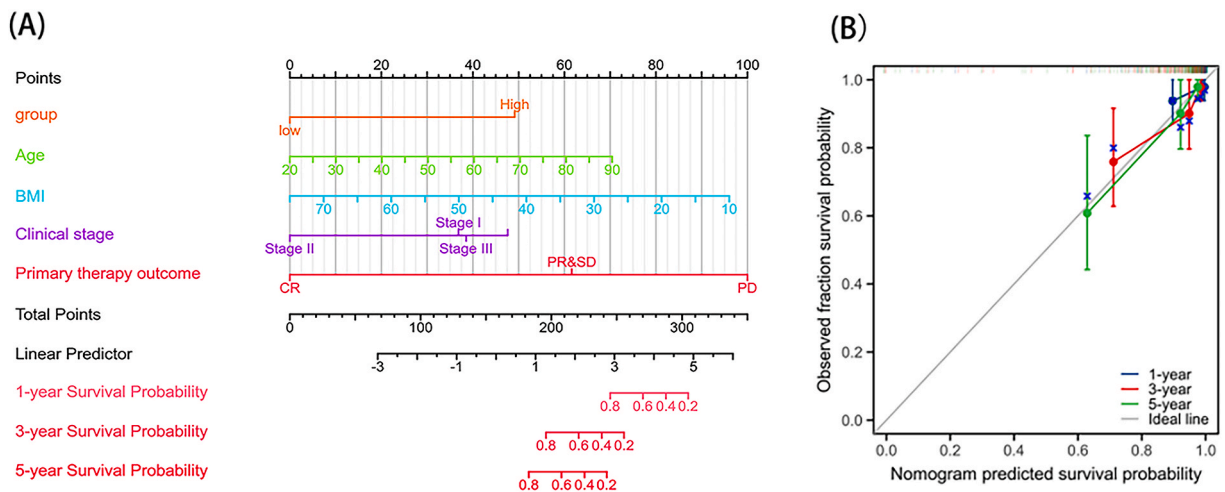 (A)
Points 0 20 40 60 80 100
group low High
Age 20 30 40 50 60 70 80 90
BMI 70 60 50 40 30 20 10
Clinical stage Stage II Stage I Stage III
Primary therapy outcome CR PR&SD PD
Total Points 0 100 200 300
Linear Predictor -3 -1 1 3 5
1-year Survival Probability 0.8 0.6 0.4 0.2
3-year Survival Probability 0.8 0.6 0.4 0.2
5-year Survival Probability 0.8 0.6 0.4 0.2
(B)
Observed fraction survival probability
1.0
0.8
0.6
0.4
0.2
0.0
1-year
3-year
5-year
Ideal line
0.0 0.2 0.4 0.6 0.8 1.0
Nomogram predicted survival probability